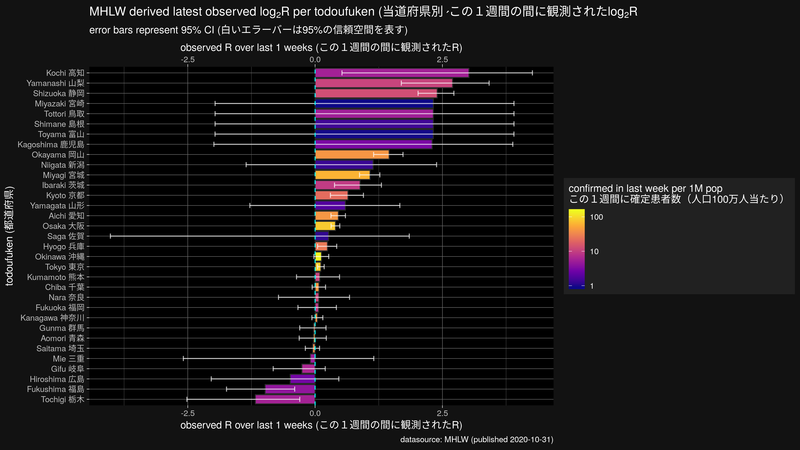 MHLW derived latest observed log₂R per todoufuken (当道府県別 -この１週間の間に観測されたlog₂R
error bars represent 95% CI (白いエラーバーは95%の信頼空間を表す)
observed R over last 1 weeks (この１週間の間に観測されたR)
-2.5 0.0 2.5
Kochi 高知
Yamanashi 山梨
Shizuoka 静岡
Miyazaki 宮崎
Tottori 鳥取
Shimane 島根
Toyama 富山
Kagoshima 鹿児島
Okayama 岡山
Niigata 新潟
Miyagi 宮城
Ibaraki 茨城
Kyoto 京都
Yamagata 山形
Aichi 愛知
Osaka 大阪
Saga 佐賀
Hyogo 兵庫
Okinawa 沖縄
Tokyo 東京
Kumamoto 熊本
Chiba 千葉
Nara 奈良
Fukuoka 福岡
Kanagawa 神奈川
Gunma 群馬
Aomori 青森
Saitama 埼玉
Mie 三重
Gifu 岐阜
Hiroshima 広島
Fukushima 福島
Tochigi 栃木
todoufuken (都道府県)
-2.5 0.0 2.5
observed R over last 1 weeks (この１週間の間に観測されたR)
datasource: MHLW (published 2020-10-31)
confirmed in last week per 1M pop
この１週間に確定患者数（人口100万人当たり）
100
10
1